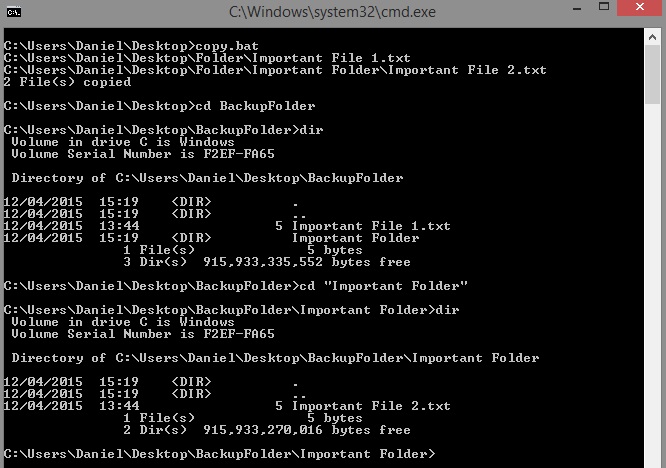 C:\Windows\system32\cmd.exe
C:\Users\Daniel\Desktop>copy.bat
C:\Users\Daniel\Desktop\Folder\Important File 1.txt
C:\Users\Daniel\Desktop\Folder\Important Folder\Important File 2.txt
2 File(s) copied
C:\Users\Daniel\Desktop>cd BackupFolder
C:\Users\Daniel\Desktop\BackupFolder>dir
 Volume in drive C is Windows
 Volume Serial Number is F2EF-FA65
 Directory of C:\Users\Daniel\Desktop\BackupFolder
12/04/2015  15:19    <DIR>          .
12/04/2015  15:19    <DIR>          ..
12/04/2015  13:44                 5 Important File 1.txt
12/04/2015  15:19    <DIR>          Important Folder
               1 File(s)              5 bytes
               3 Dir(s)  915,933,335,552 bytes free
C:\Users\Daniel\Desktop\BackupFolder>cd "Important Folder"
C:\Users\Daniel\Desktop\BackupFolder\Important Folder>dir
 Volume in drive C is Windows
 Volume Serial Number is F2EF-FA65
 Directory of C:\Users\Daniel\Desktop\BackupFolder\Important Folder
12/04/2015  15:19    <DIR>          .
12/04/2015  15:19    <DIR>          ..
12/04/2015  13:44                 5 Important File 2.txt
               1 File(s)              5 bytes
               2 Dir(s)  915,933,270,016 bytes free
C:\Users\Daniel\Desktop\BackupFolder\Important Folder>